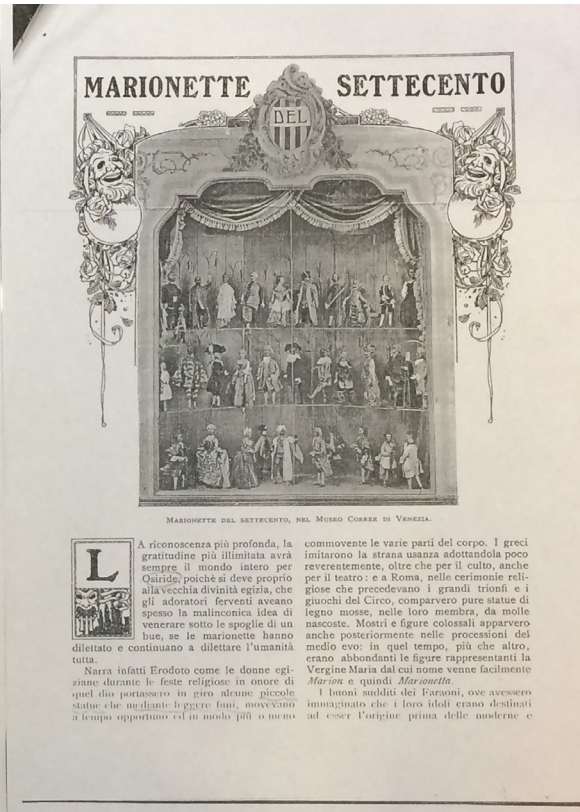 MARIONETTE DEL SETTECENTO
MARIONETTE DEL SETTECENTO, NEL MUSEO CORRER DI VENEZIA.
LA riconoscenza più profonda, la
gratitudine più illimitata avrà
sempre il mondo intero per
Osiride, poichè si deve proprio
alla vecchia divinità egizia, che
gli adoratori ferventi aveano
spesso la malinconica idea di
venerare sotto le spoglie di un
bue, se le marionette hanno
dilettato e continuano a dilettare l'umanità
tutta.
Narra infatti Erodoto come le donne egi-
ziane durante le feste religiose in onore di
quel dio portassero in giro alcune piccole
statue che mediante leggere funi, movevano
a tempo opportuno ed in modo più o meno
commovente le varie parti del corpo. I greci
imitarono la strana usanza adottandola poco
reverentemente, oltre che per il culto, anche
per il teatro: e a Roma, nelle cerimonie reli-
giose che precedevano i grandi trionfi e i
giuochi del Circo, comparvero pure statue di
legno mosse, nelle loro membra, da molle
nascoste. Mostri e figure colossali apparvero
anche posteriormente nelle processioni del
medio evo: in quel tempo, più che altro,
erano abbondanti le figure rappresentanti la
Vergine Maria dal cui nome venne facilmente
Marion e quindi Marionetta.
I buoni sudditi dei Faraoni, ove avessero
immaginato che i loro idoli erano destinati
ad esser l'origine prima delle moderne e